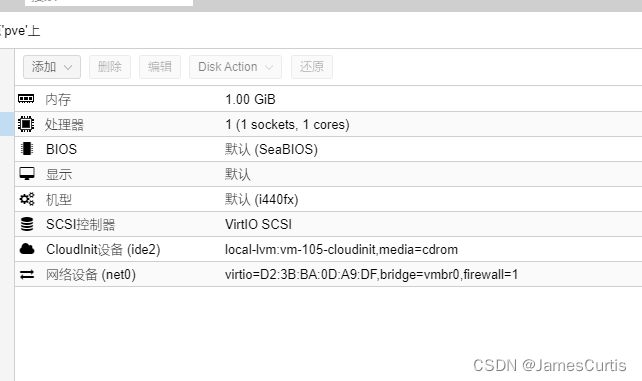 'pve'上
添加 删除 编辑 Disk Action 还原
内存 1.00 GiB
处理器 1 (1 sockets, 1 cores)
BIOS 默认 (SeaBIOS)
显示 默认
机型 默认 (i440fx)
SCSI控制器 VirtIO SCSI
CloudInit设备 (ide2) local-lvm:vm-105-cloudinit,media=cdrom
网络设备 (net0) virtio=D2:3B:BA:0D:A9:DF,bridge=vmbr0,firewall=1
CSDN @JamesCurtis